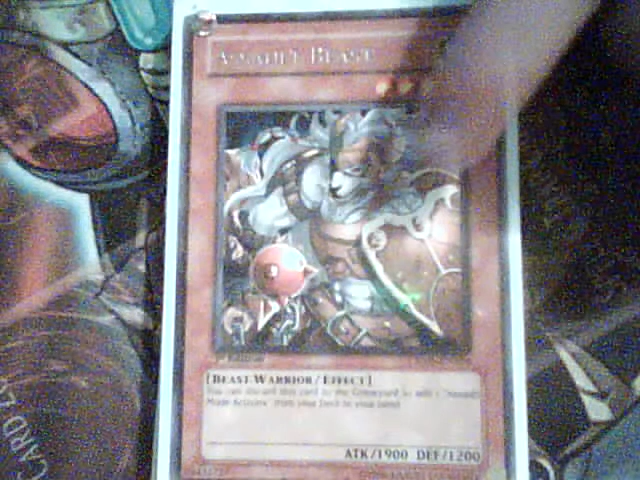 ASSAULT BEAST
1st Edition
[BEAST-WARRIOR / EFFECT]
You can discard this card to the Graveyard to add 1 "Assault
Mode Activate" from your Deck to your hand.
ATK/1900 DEF/1200
CARD